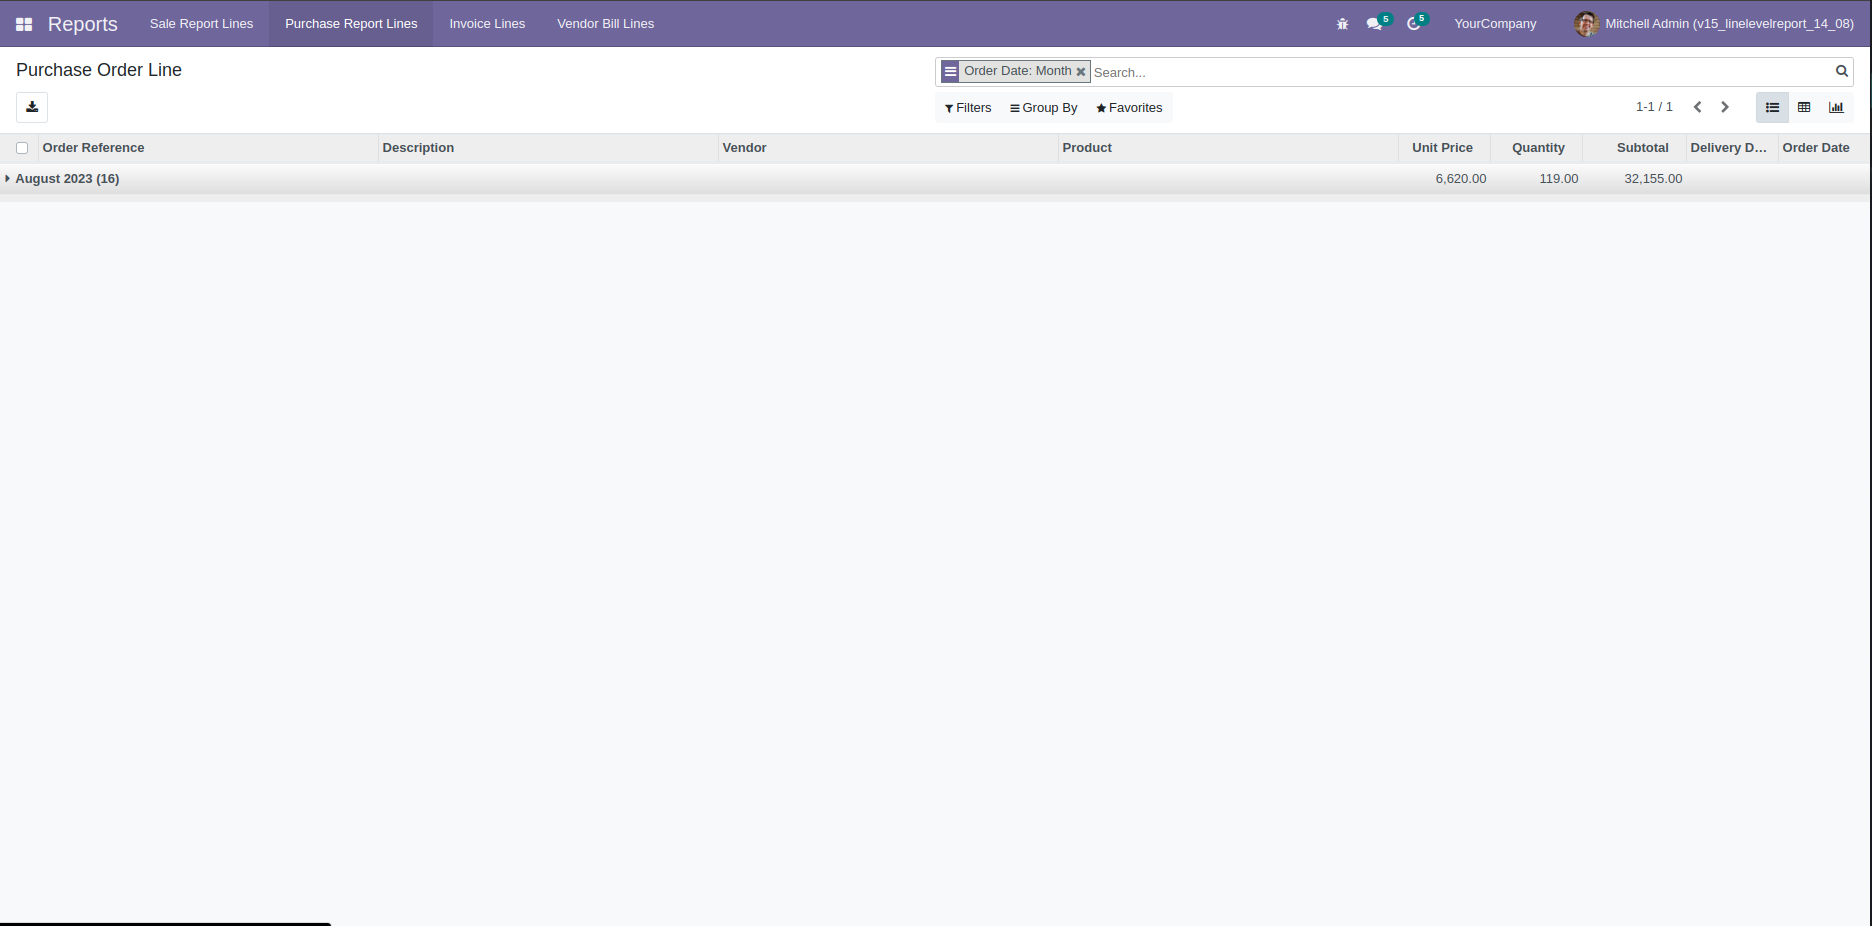 Reports Sale Report Lines Purchase Report Lines Invoice Lines Vendor Bill Lines 5 5 YourCompany Mitchell Admin (v15_linelevelreport_14_08)
Purchase Order Line
Order Date: Month Search...
Filters Group By Favorites 1-1 / 1
Order Reference Description Vendor Product Unit Price Quantity Subtotal Delivery D... Order Date
August 2023 (16) 6,620.00 119.00 32,155.00